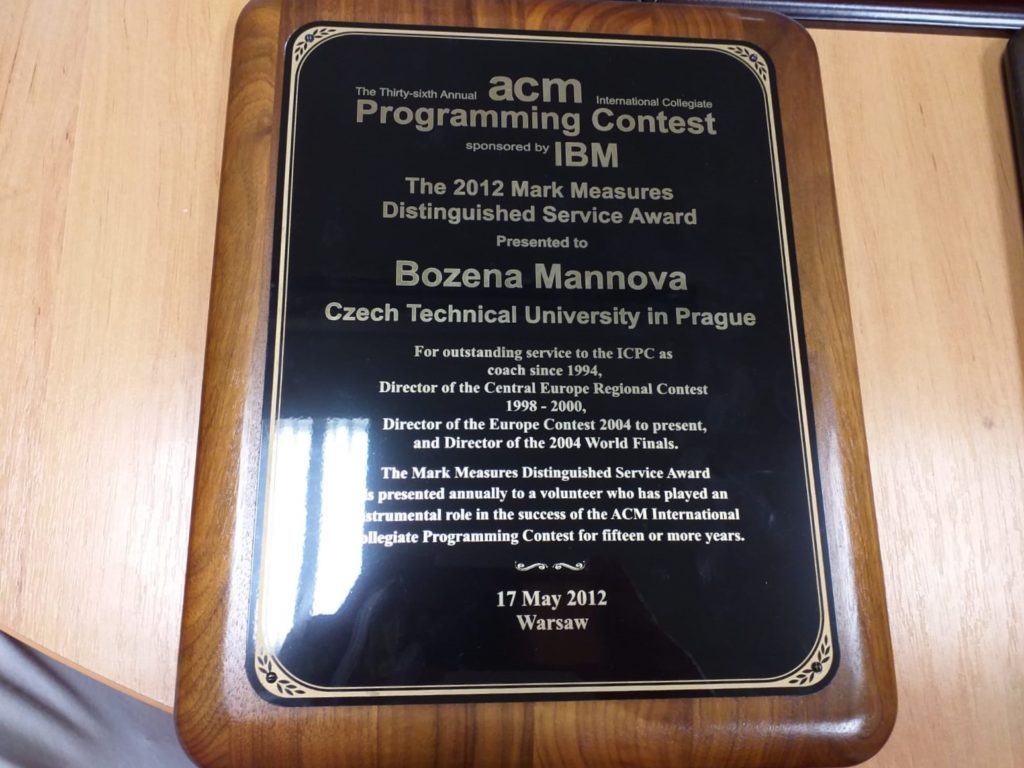 The Thirty-sixth Annual acm International Collegiate
Programming Contest
sponsored by IBM
The 2012 Mark Measures
Distinguished Service Award
Presented to
Bozena Mannova
Czech Technical University in Prague
For outstanding service to the ICPC as
coach since 1994,
Director of the Central Europe Regional Contest
1998 - 2000,
Director of the Europe Contest 2004 to present,
and Director of the 2004 World Finals.
The Mark Measures Distinguished Service Award
is presented annually to a volunteer who has played an
instrumental role in the success of the ACM International
Collegiate Programming Contest for fifteen or more years.
17 May 2012
Warsaw